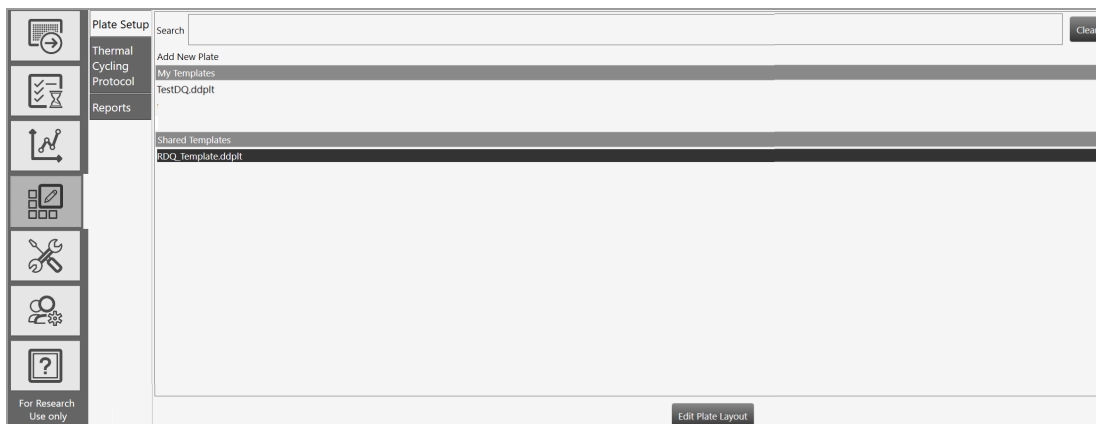 Plate Setup
Thermal
Cycling
Protocol
Reports
Search
Clear
Add New Plate
My Templates
TestDQ.ddplt
Shared Templates
RDQ_Template.ddplt
?
For Research
Use only
Edit Plate Layout